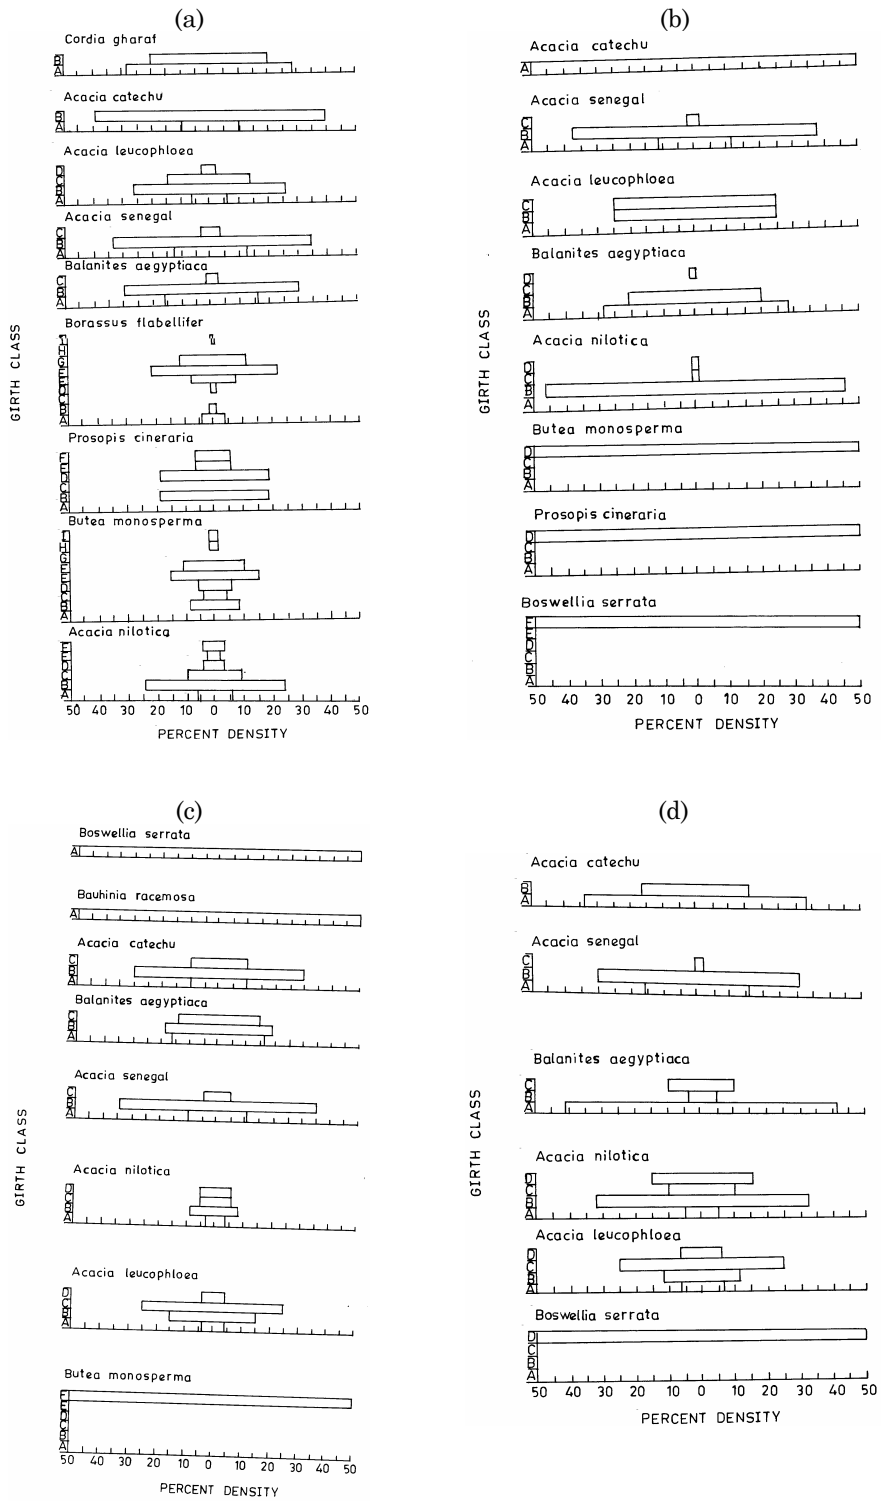 (a)
Cordia gharaf
B
A
Acacia catechu
B
A
Acacia leucophloea
D
C
B
A
Acacia senegal
C
B
A
Balanites aegyptiaca
C
B
A
Borassus flabellifer
I
H
G
F
E
D
C
B
A
Prosopis cineraria
F
E
D
C
B
A
Butea monosperma
I
H
G
F
E
D
C
B
A
Acacia nilotica
F
E
D
C
B
A
50 40 30 20 10 0 10 20 30 40 50
PERCENT DENSITY
GIRTH CLASS
(b)
Acacia catechu
A
Acacia senegal
C
B
A
Acacia leucophloea
C
B
A
Balanites aegyptiaca
D
C
B
A
Acacia nilotica
D
C
B
A
Butea monosperma
D
C
B
A
Prosopis cineraria
D
C
B
A
Boswellia serrata
F
E
D
C
B
A
50 40 30 20 10 0 10 20 30 40 50
PERCENT DENSITY
GIRTH CLASS
(c)
Boswellia serrata
A
Bauhinia racemosa
A
Acacia catechu
C
B
A
Balanites aegyptiaca
C
B
A
Acacia senegal
C
B
A
Acacia nilotica
D
C
B
A
Acacia leucophloea
D
C
B
A
Butea monosperma
F
E
D
C
B
A
50 40 30 20 10 0 10 20 30 40 50
PERCENT DENSITY
GIRTH CLASS
(d)
Acacia catechu
B
A
Acacia senegal
C
B
A
Balanites aegyptiaca
C
B
A
Acacia nilotica
D
C
B
A
Acacia leucophloea
D
C
B
A
Boswellia serrata
D
C
B
A
50 40 30 20 10 0 10 20 30 40 50
PERCENT DENSITY
GIRTH CLASS